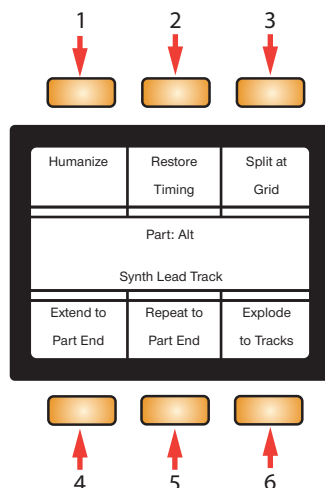 1 2 3
Humanize Restore Split at
Timing Grid
Part: Alt
Synth Lead Track
Extend to Repeat to Explode
Part End Part End to Tracks
4 5 6